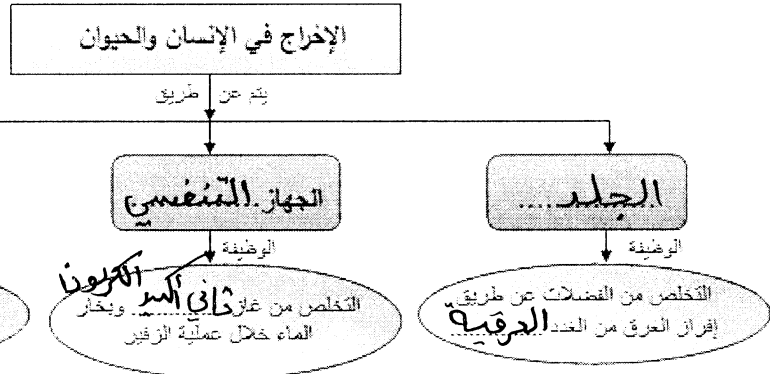 الإخراج في الإنسان والحيوان
يتم عن طريق
الجلد....
الجهاز.التنفسي
الوظيفة
الوظيفة
التخلص من الفضلات عن طريق
إفراز العرق من الغدد العرقية
التخلص من غاز ثاني أكسيد الكربون وبخار
الماء خلال عملية الزفير